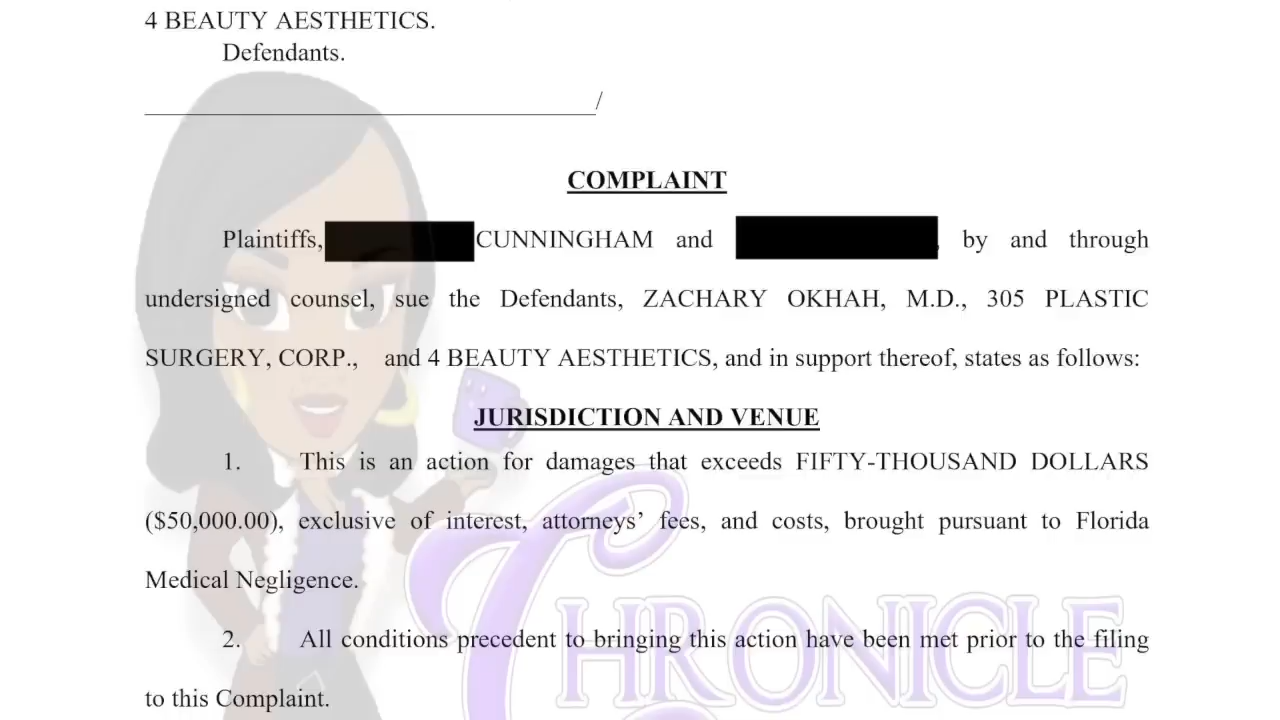 4 BEAUTY AESTHETICS.
Defendants.
/
COMPLAINT
Plaintiffs, CUNNINGHAM and , by and through
undersigned counsel, sue the Defendants, ZACHARY OKHAH, M.D., 305 PLASTIC
SURGERY, CORP., and 4 BEAUTY AESTHETICS, and in support thereof, states as follows:
JURISDICTION AND VENUE
1. This is an action for damages that exceeds FIFTY-THOUSAND DOLLARS
($50,000.00), exclusive of interest, attorneys’ fees, and costs, brought pursuant to Florida
Medical Negligence.
2. All conditions precedent to bringing this action have been met prior to the filing
to this Complaint.
CHRONICLE